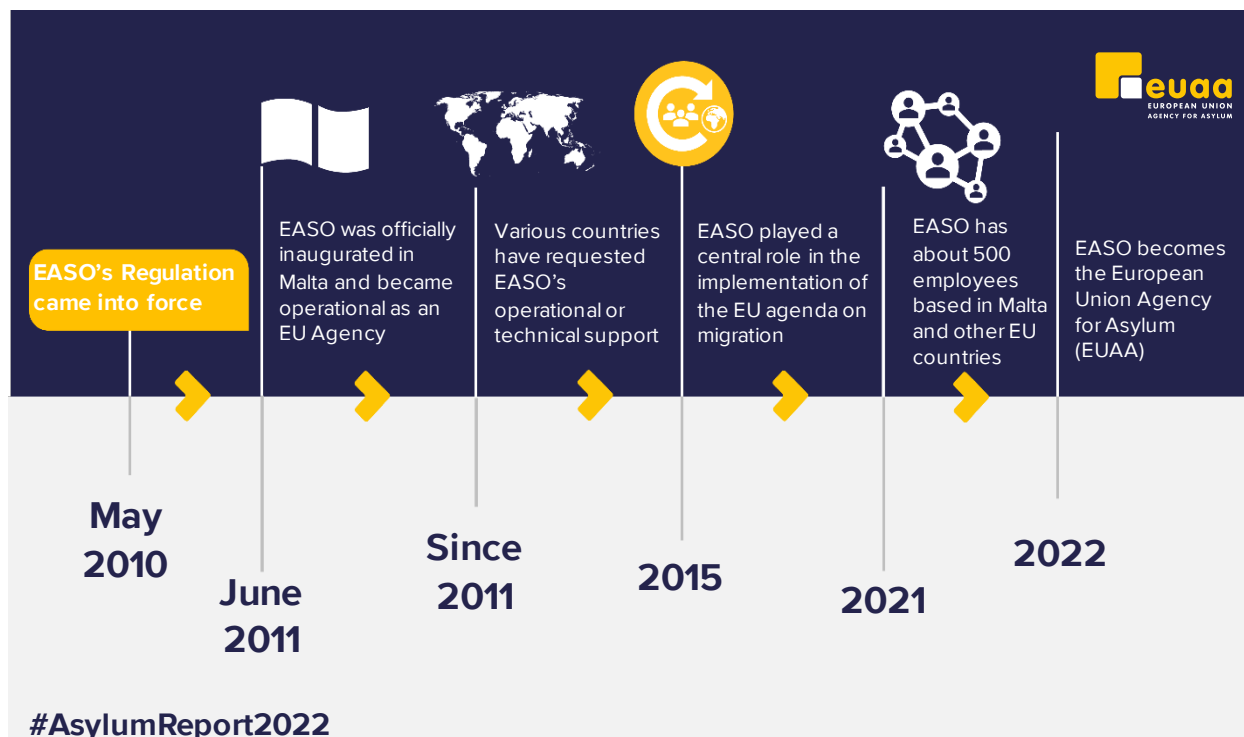 euaa
EUROPEAN UNION
AGENCY FOR ASYLUM
EASO's Regulation
came into force
EASO was officially
inaugurated in
Malta and became
operational as an
EU Agency
Various countries
have requested
EASO's
operational or
technical support
EASO played a
central role in the
implementation of
the EU agenda on
migration
EASO has
about 500
employees
based in Malta
and other EU
countries
EASO becomes
the European
Union Agency
for Asylum
(EUAA)
May
2010
June
2011
Since
2011
2015
2021
2022
#AsylumReport2022